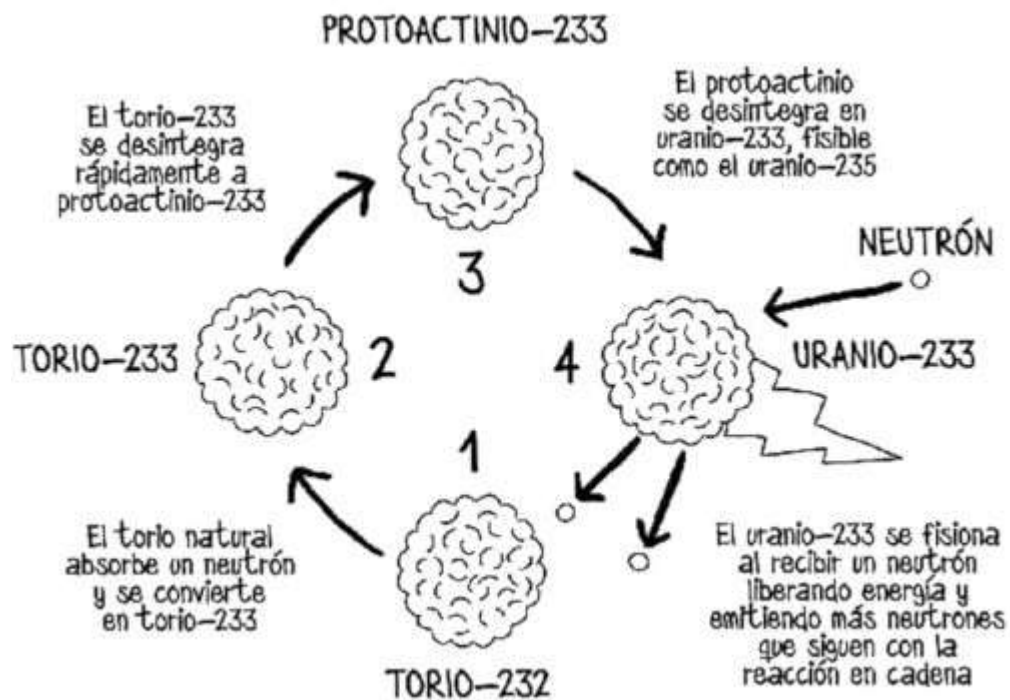 PROTOACTINIO-233
El torio-233
se desintegra
rápidamente a
protoactinio-233
El protoactinio
se desintegra en
uranio-233, fisible
como el uranio-235
3
NEUTRÓN
TORIO-233
2
4
URANIO-233
1
El torio natural
absorbe un neutrón
y se convierte
en torio-233
El uranio-233 se fisiona
al recibir un neutrón
liberando energía y
emitiendo más neutrones
que siguen con la
reacción en cadena
TORIO-232